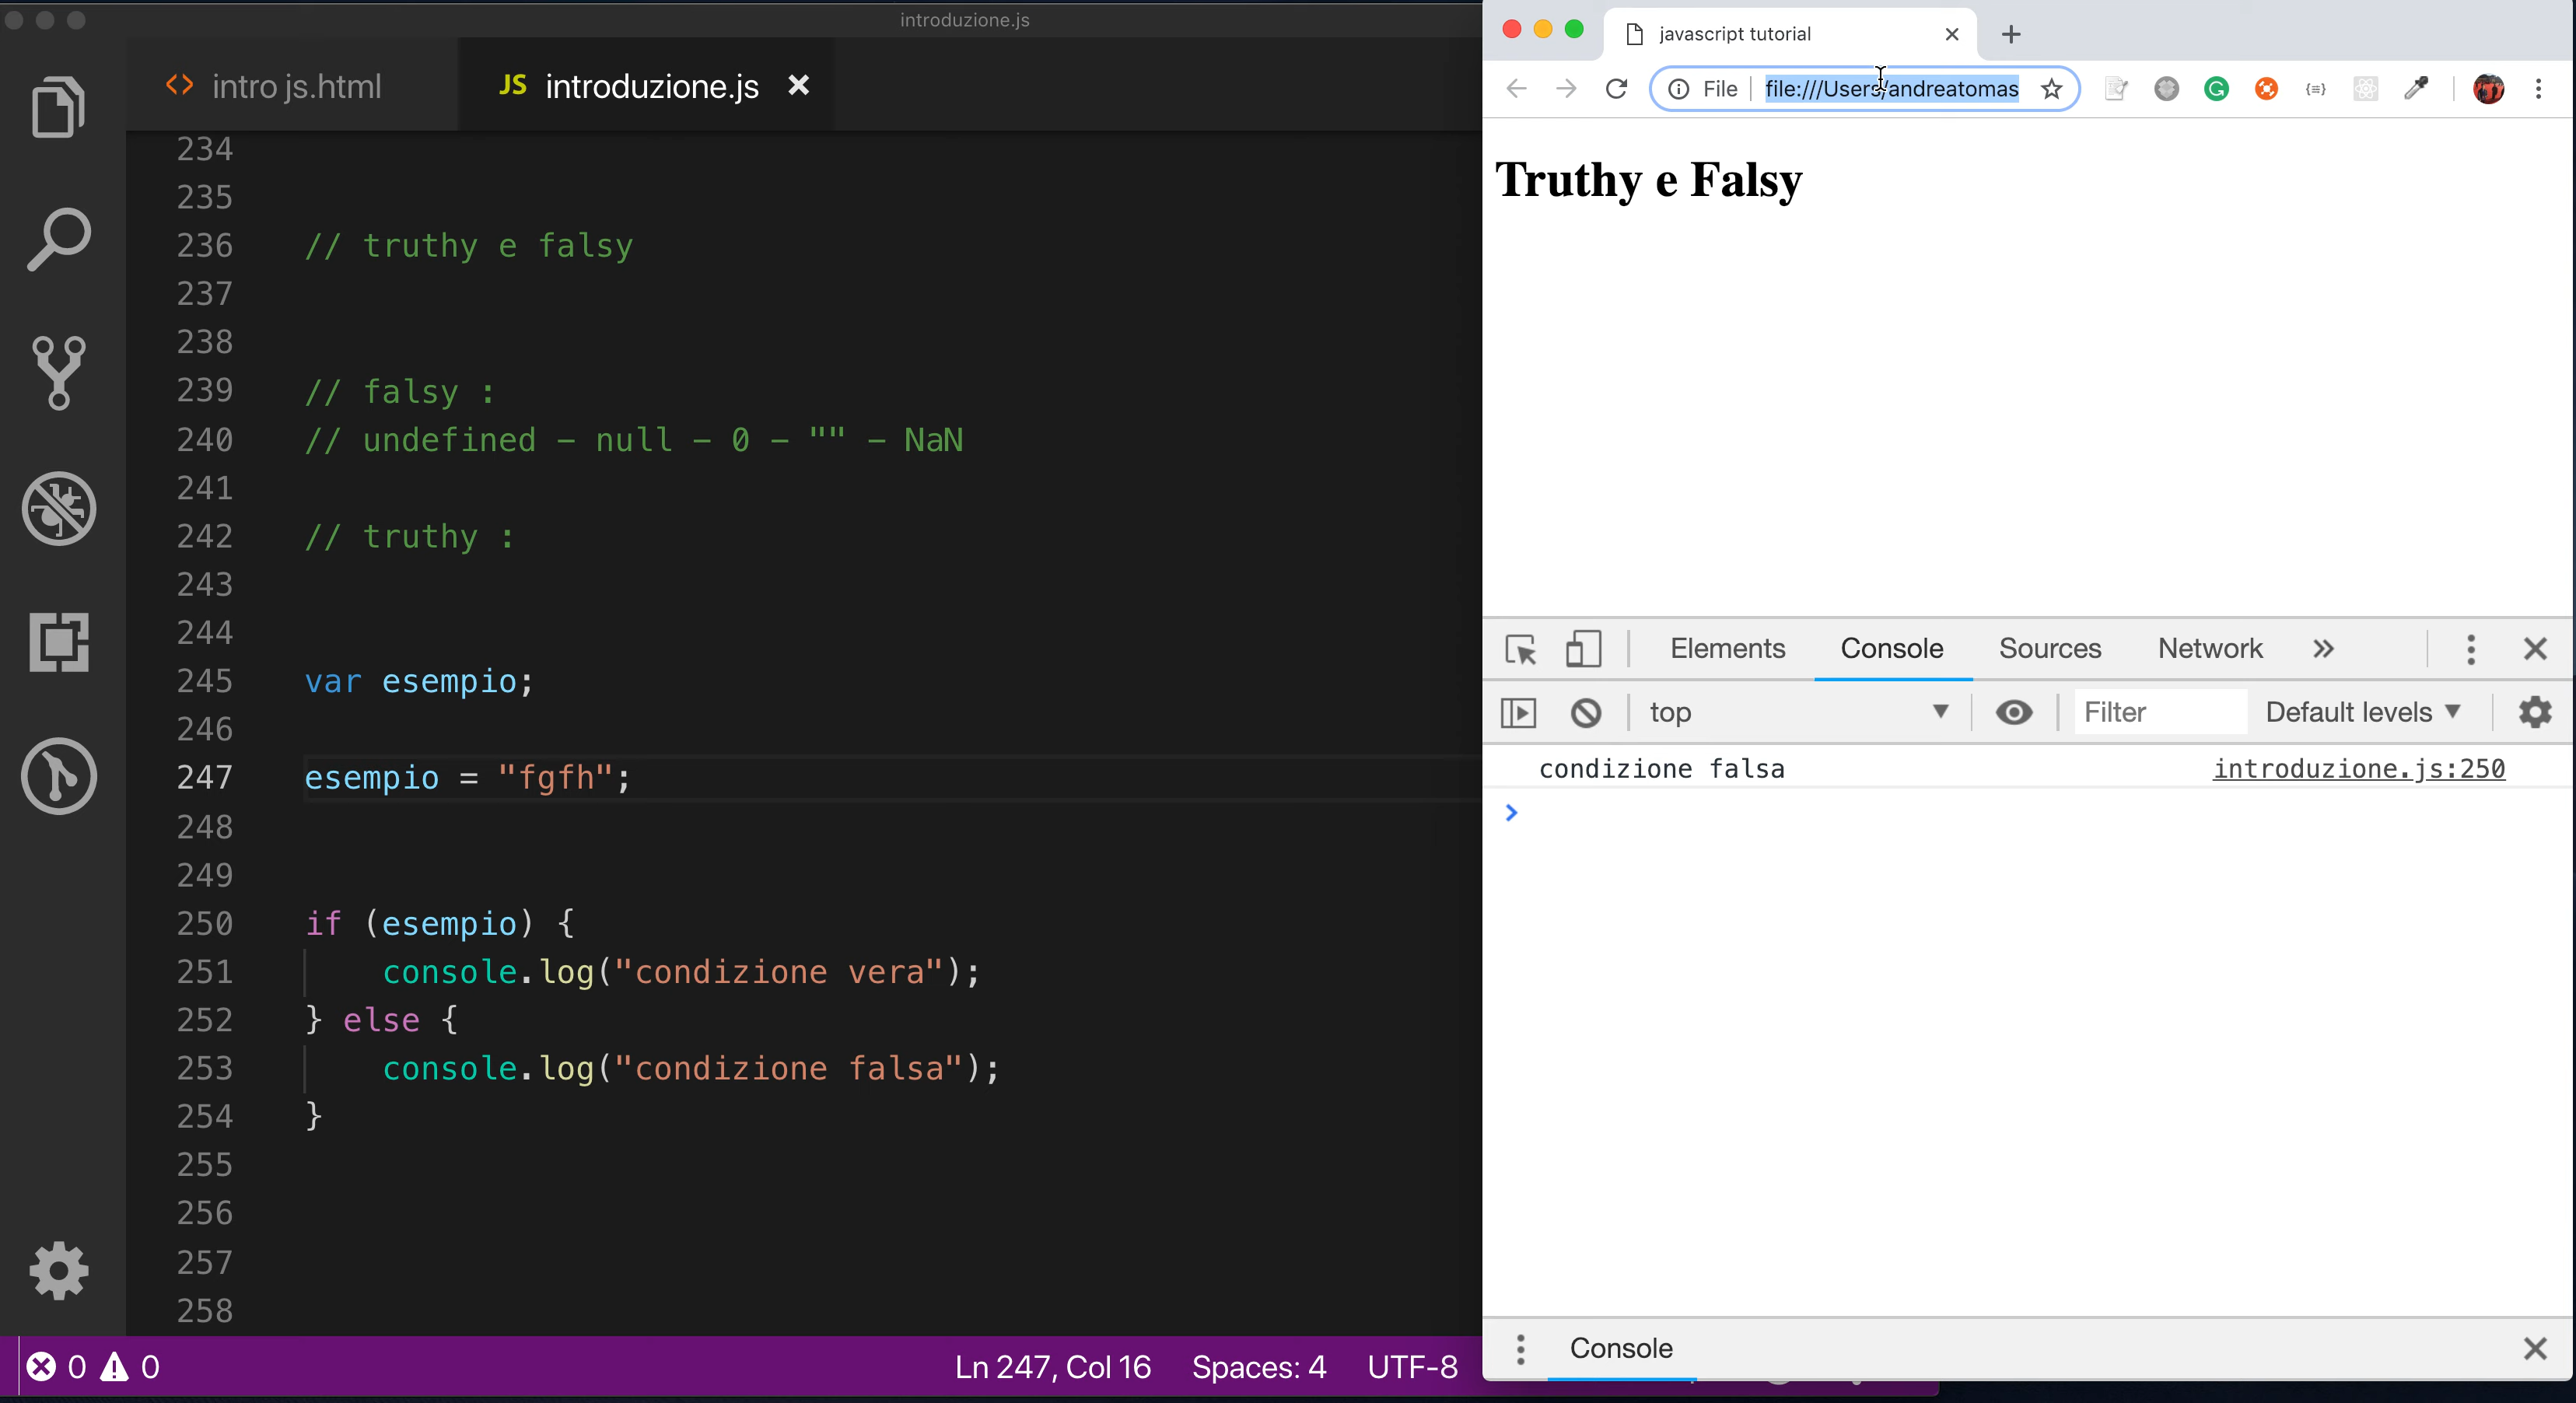 introduzione.js
intro js.html
JS introduzione.js
234
235
236 // truthy e falsy
237
238
239 // falsy :
240 // undefined - null - 0 - "" - NaN
241
242 // truthy :
243
244
245 var esempio;
246
247 esempio = "fgfh";
248
249
250 if (esempio) {
251 console.log("condizione vera");
252 } else {
253 console.log("condizione falsa");
254 }
255
256
257
258
0 0 Ln 247, Col 16 Spaces: 4 UTF-8
javascript tutorial
File file:///Users/andreatomas
Truthy e Falsy
Elements Console Sources Network
top Filter Default levels
condizione falsa introduzione.js:250
Console